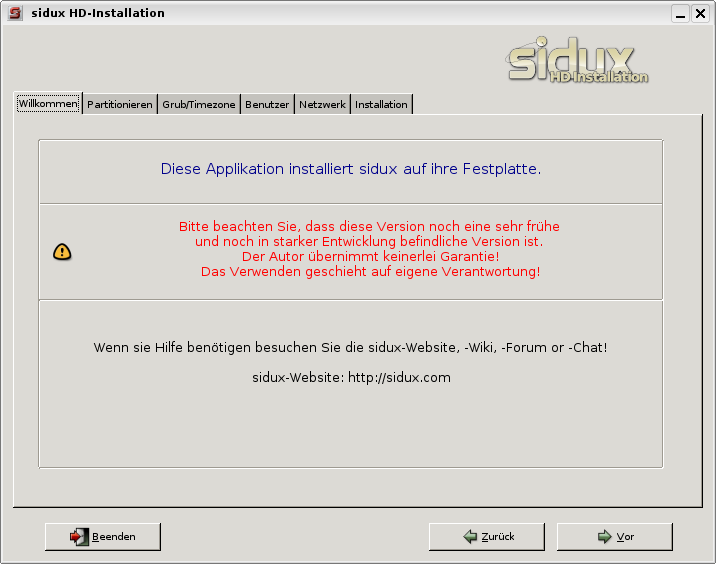 sidux HD-Installation
sidux
HD-Installation
Willkommen Partitionieren Grub/Timezone Benutzer Netzwerk Installation
Diese Applikation installiert sidux auf ihre Festplatte.
Bitte beachten Sie, dass diese Version noch eine sehr frühe
und noch in starker Entwicklung befindliche Version ist.
Der Autor übernimmt keinerlei Garantie!
Das Verwenden geschieht auf eigene Verantwortung!
Wenn sie Hilfe benötigen besuchen Sie die sidux-Website, -Wiki, -Forum or -Chat!
sidux-Website: http://sidux.com
Beenden Zurück Vor